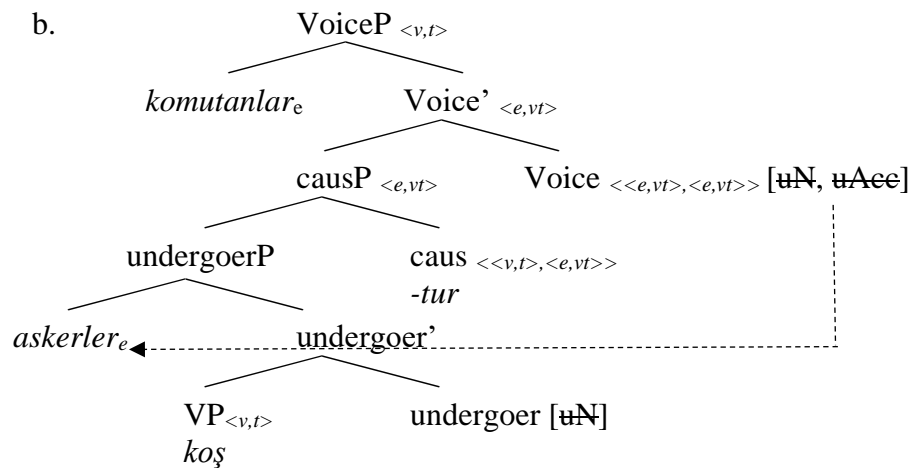 b. VoiceP <v,t>
komutanlar e Voice’ <e,vt>
causP <e,vt> Voice <<e,vt>,<e,vt>> [uN, uAcc]
undergoerP caus <<v,t>,<e,vt>>
-tur
askerler e undergoer’
VP<v,t> undergoer [uN]
koş